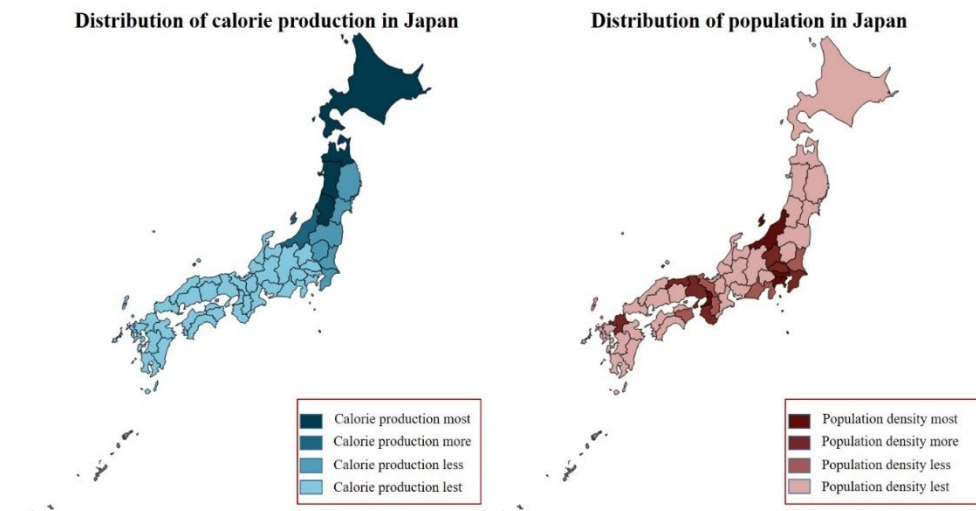 Distribution of calorie production in Japan
Distribution of population in Japan
Calorie production most
Calorie production more
Calorie production less
Calorie production lest
Population density most
Population density more
Population density less
Population density lest